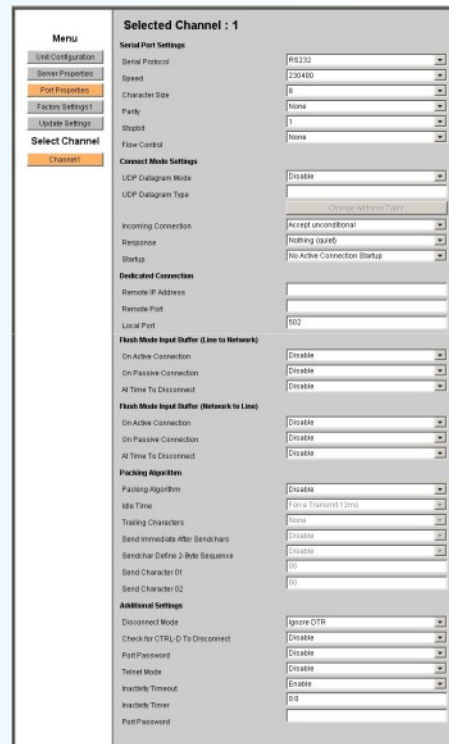 Menu
Unit Configuration
Server Properties
Port Properties
Factory Settings1
Update Settings
Select Channel
Channel1
Selected Channel : 1
Serial Port Settings
Serial Protocol RS232
Speed 230400
Character Size 8
Parity None
Stopbit 1
Flow Control None
Connect Mode Settings
UDP Datagram Mode Disable
UDP Datagram Type
Change Address Table
Incoming Connection Accept unconditional
Response Nothing (quiet)
Startup No Active Connection Startup
Dedicated Connection
Remote IP Address
Remote Port
Local Port 502
Flush Mode Input Buffer (Line to Network)
On Active Connection Disable
On Passive Connection Disable
At Time To Disconnect Disable
Flush Mode Input Buffer (Network to Line)
On Active Connection Disable
On Passive Connection Disable
At Time To Disconnect Disable
Packing Algorithm
Packing Algorithm Disable
Idle Time Force Transmit 12ms
Trailing Characters None
Send Immediate After Sendchars Disable
Sendchar Define 2-Byte Sequence Disable
Send Character 01 00
Send Character 02 00
Additional Settings
Disconnect Mode Ignore DTR
Check for CTRL-D To Disconnect Disable
Port Password Disable
Telnet Mode Disable
Inactivity Timeout Enable
Inactivity Timer 0:0
Port Password